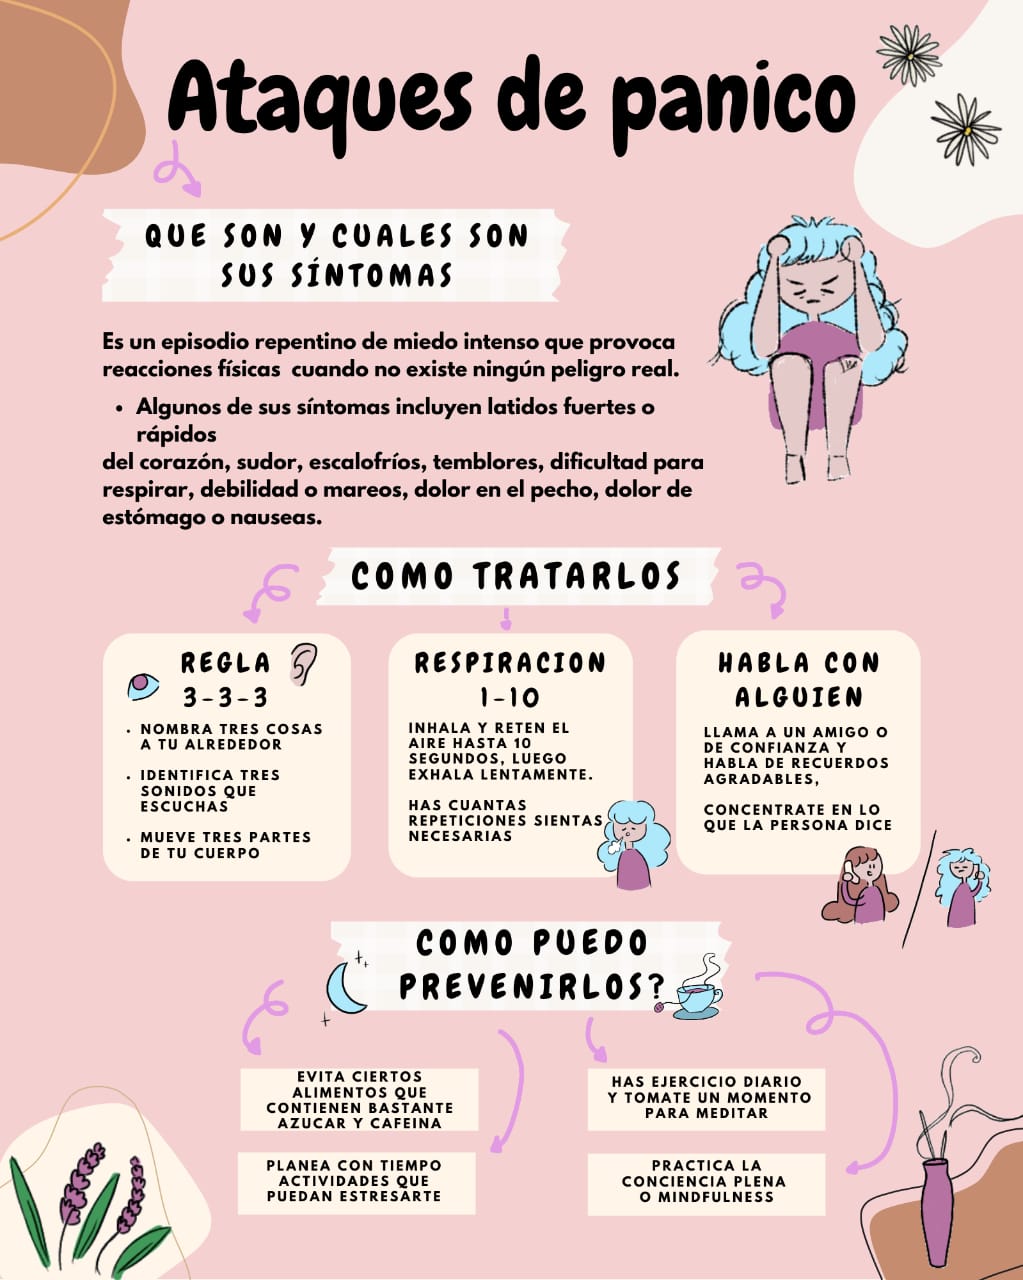 Ataques de panico
QUE SON Y CUALES SON
SUS SÍNTOMAS
Es un episodio repentino de miedo intenso que provoca
reacciones físicas cuando no existe ningún peligro real.
• Algunos de sus síntomas incluyen latidos fuertes o
rápidos
del corazón, sudor, escalofríos, temblores, dificultad para
respirar, debilidad o mareos, dolor en el pecho, dolor de
estómago o nauseas.
COMO TRATARLOS
REGLA
3-3-3
• NOMBRA TRES COSAS
A TU ALREDEDOR
• IDENTIFICA TRES
SONIDOS QUE
ESCUCHAS
• MUEVE TRES PARTES
DE TU CUERPO
RESPIRACION
1-10
INHALA Y RETEN EL
AIRE HASTA 10
SEGUNDOS, LUEGO
EXHALA LENTAMENTE.
HAS CUANTAS
REPETICIONES SIENTAS
NECESARIAS
HABLA CON
ALGUIEN
LLAMA A UN AMIGO O
DE CONFIANZA Y
HABLA DE RECUERDOS
AGRADABLES,
CONCENTRATE EN LO
QUE LA PERSONA DICE
COMO PUEDO
PREVENIRLOS?
EVITA CIERTOS
ALIMENTOS QUE
CONTIENEN BASTANTE
AZUCAR Y CAFEINA
PLANEA CON TIEMPO
ACTIVIDADES QUE
PUEDAN ESTRESARTE
HAS EJERCICIO DIARIO
Y TOMATE UN MOMENTO
PARA MEDITAR
PRACTICA LA
CONCIENCIA PLENA
O MINDFULNESS